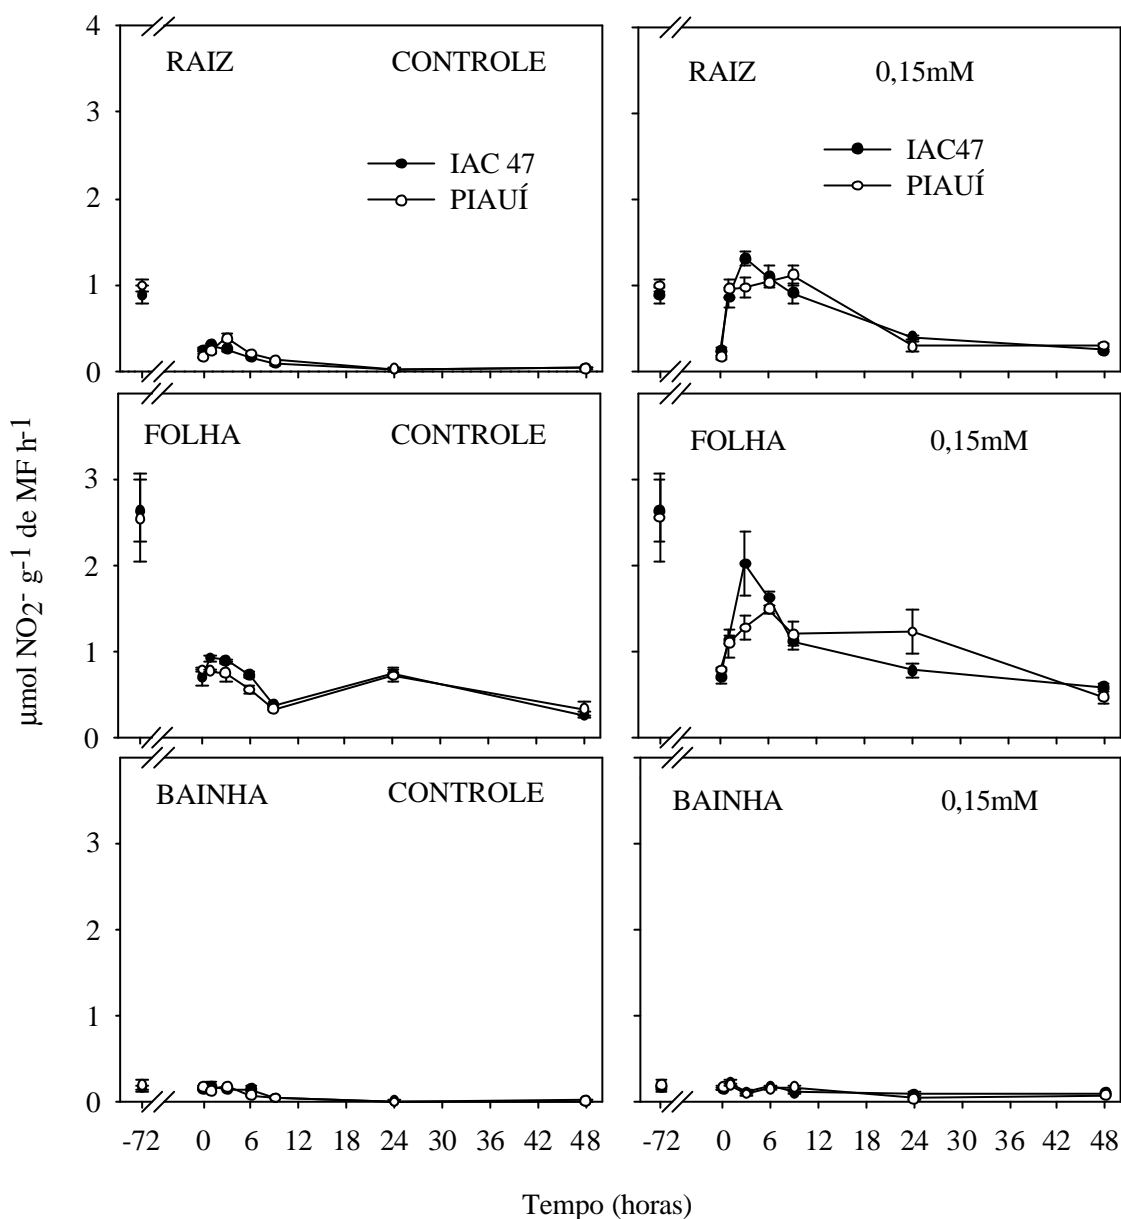 4
3
2
1
0
RAIZ CONTROLE
IAC 47
PIAUÍ
RAIZ 0,15mM
IAC47
PIAUÍ
µmol NO2- g-1 de MF h-1
3
2
1
0
FOLHA CONTROLE
FOLHA 0,15mM
3
2
1
0
BAINHA CONTROLE
BAINHA 0,15mM
-72 0 6 12 18 24 30 36 42 48
-72 0 6 12 18 24 30 36 42 48
Tempo (horas)